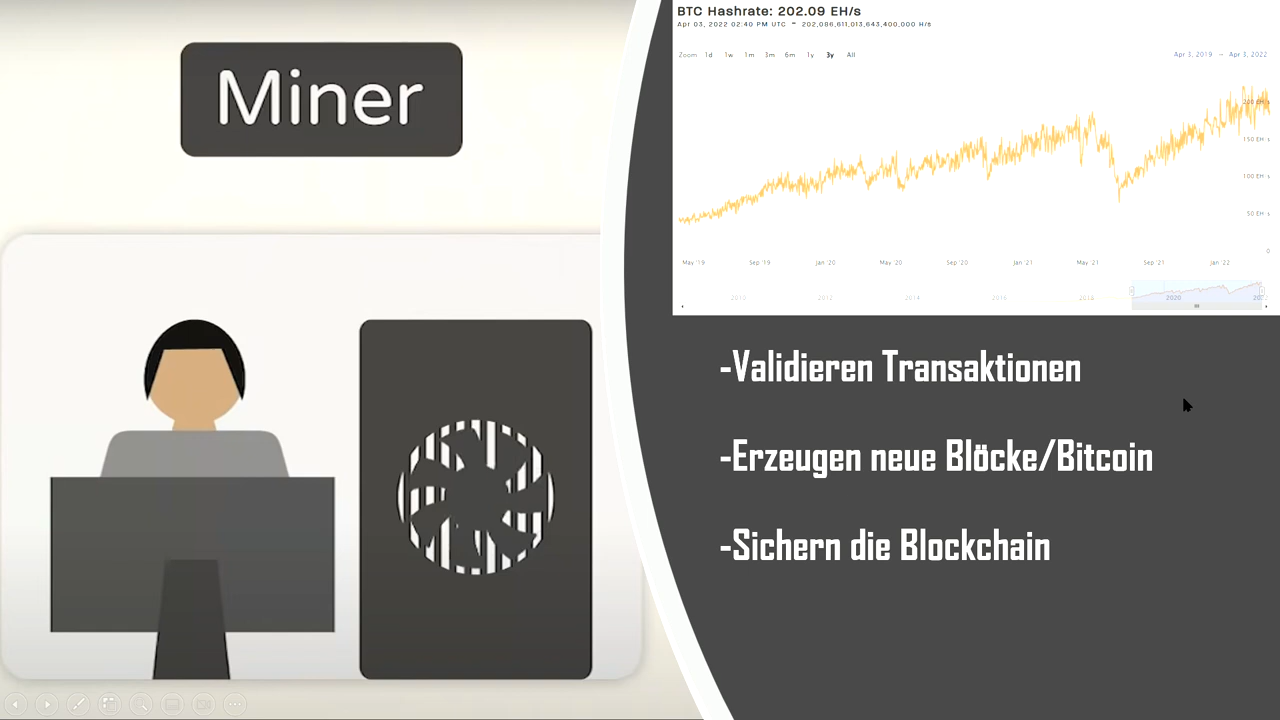 Miner
BTC Hashrate: 202.09 EH/s
Apr 03, 2022 02:40 PM UTC - 202,086,611,013,643,400,000 H/s
Zoom 1d 1w 1m 3m 6m 1y 3y All
Apr 3, 2019 → Apr 3, 2022
200 EH/s
150 EH/s
100 EH/s
50 EH/s
0
May '19 Sep '19 Jan '20 May '20 Sep '20 Jan '21 May '21 Sep '21 Jan '22
2010 2012 2014 2016 2018 2020
-Validieren Transaktionen
-Erzeugen neue Blöcke/Bitcoin
-Sichern die Blockchain